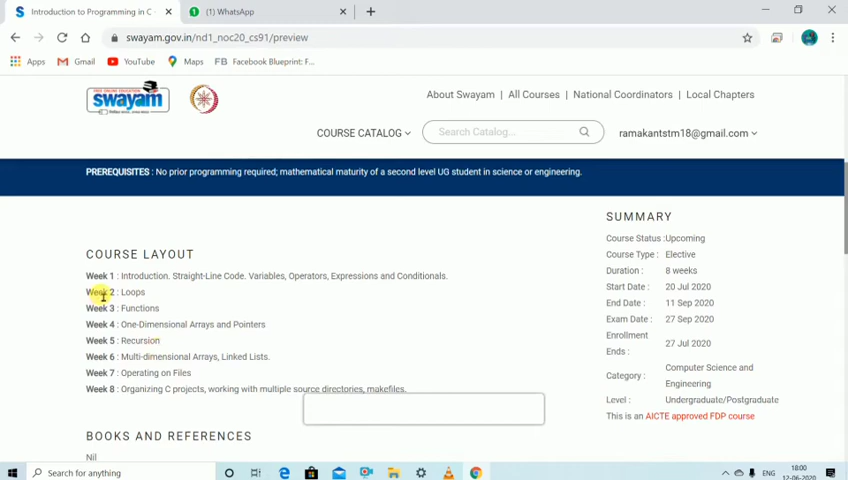 Introduction to Programming in C
(1) WhatsApp
swayam.gov.in/nd1_noc20_cs91/preview
Apps
Gmail
YouTube
Maps
Facebook Blueprint: F...
FREE ONLINE EDUCATION
swayam
About Swayam | All Courses | National Coordinators | Local Chapters
COURSE CATALOG
Search Catalog...
ramakantstm18@gmail.com
PREREQUISITES : No prior programming required; mathematical maturity of a second level UG student in science or engineering.
COURSE LAYOUT
Week 1 : Introduction. Straight-Line Code. Variables, Operators, Expressions and Conditionals.
Week 2 : Loops
Week 3 : Functions
Week 4 : One-Dimensional Arrays and Pointers
Week 5 : Recursion
Week 6 : Multi-dimensional Arrays, Linked Lists.
Week 7 : Operating on Files
Week 8 : Organizing C projects, working with multiple source directories, makefiles.
BOOKS AND REFERENCES
Nil
SUMMARY
Course Status : Upcoming
Course Type : Elective
Duration : 8 weeks
Start Date : 20 Jul 2020
End Date : 11 Sep 2020
Exam Date : 27 Sep 2020
Enrollment
Ends : 27 Jul 2020
Category : Computer Science and
Engineering
Level : Undergraduate/Postgraduate
This is an AICTE approved FDP course
Search for anything
ENG
18:00
12-06-2020